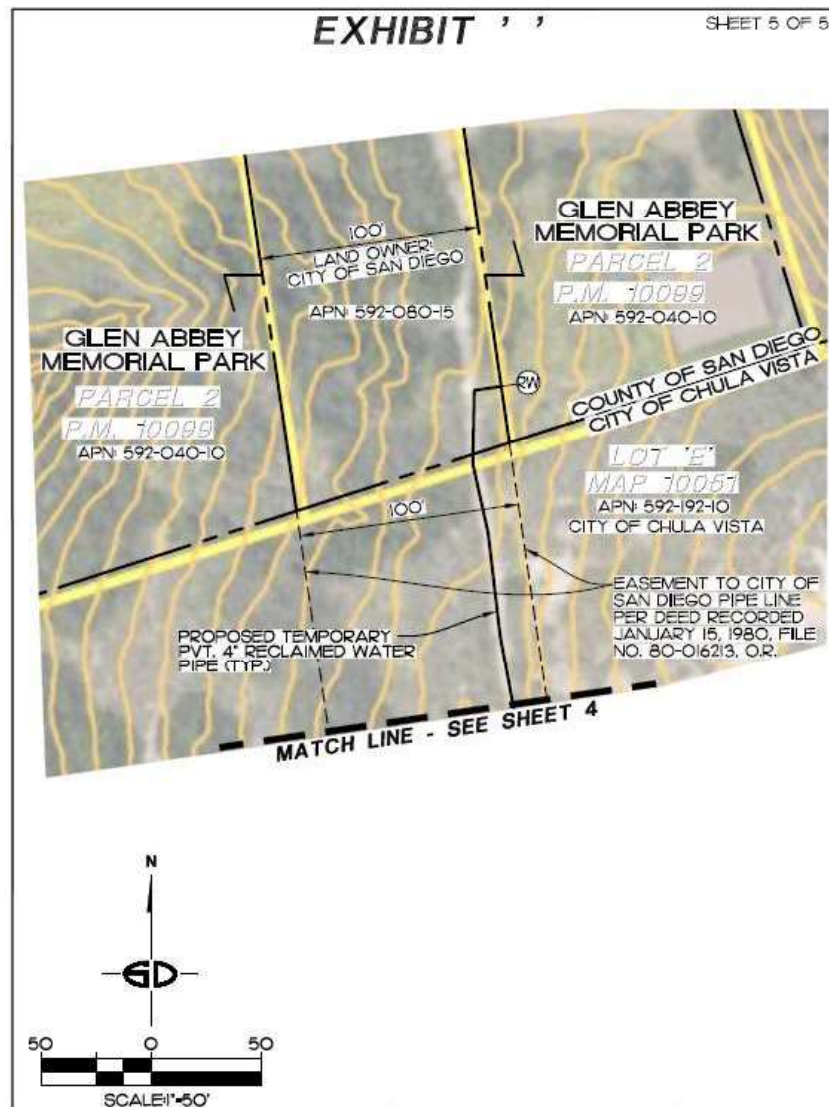 EXHIBIT ' '
SHEET 5 OF 5
100'
LAND OWNER:
CITY OF SAN DIEGO
APN: 592-080-15
GLEN ABBEY
MEMORIAL PARK
PARCEL 2
P.M. 10099
APN: 592-040-10
GLEN ABBEY
MEMORIAL PARK
PARCEL 2
P.M. 10099
APN: 592-040-10
RW
COUNTY OF SAN DIEGO
CITY OF CHULA VISTA
LOT 'E'
MAP 10051
APN: 592-192-10
CITY OF CHULA VISTA
100'
EASEMENT TO CITY OF
SAN DIEGO PIPE LINE
PER DEED RECORDED
JANUARY 15, 1980, FILE
NO. 80-016213, O.R.
PROPOSED TEMPORARY
PVT. 4" RECLAIMED WATER
PIPE (TYP.)
MATCH LINE - SEE SHEET 4
N
SD
50 0 50
SCALE:1"=50'